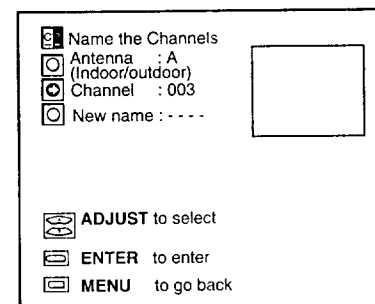 Name the Channels
Antenna : A
(Indoor/outdoor)
Channel : 003
New name : - - - -
ADJUST to select
ENTER to enter
MENU to go back